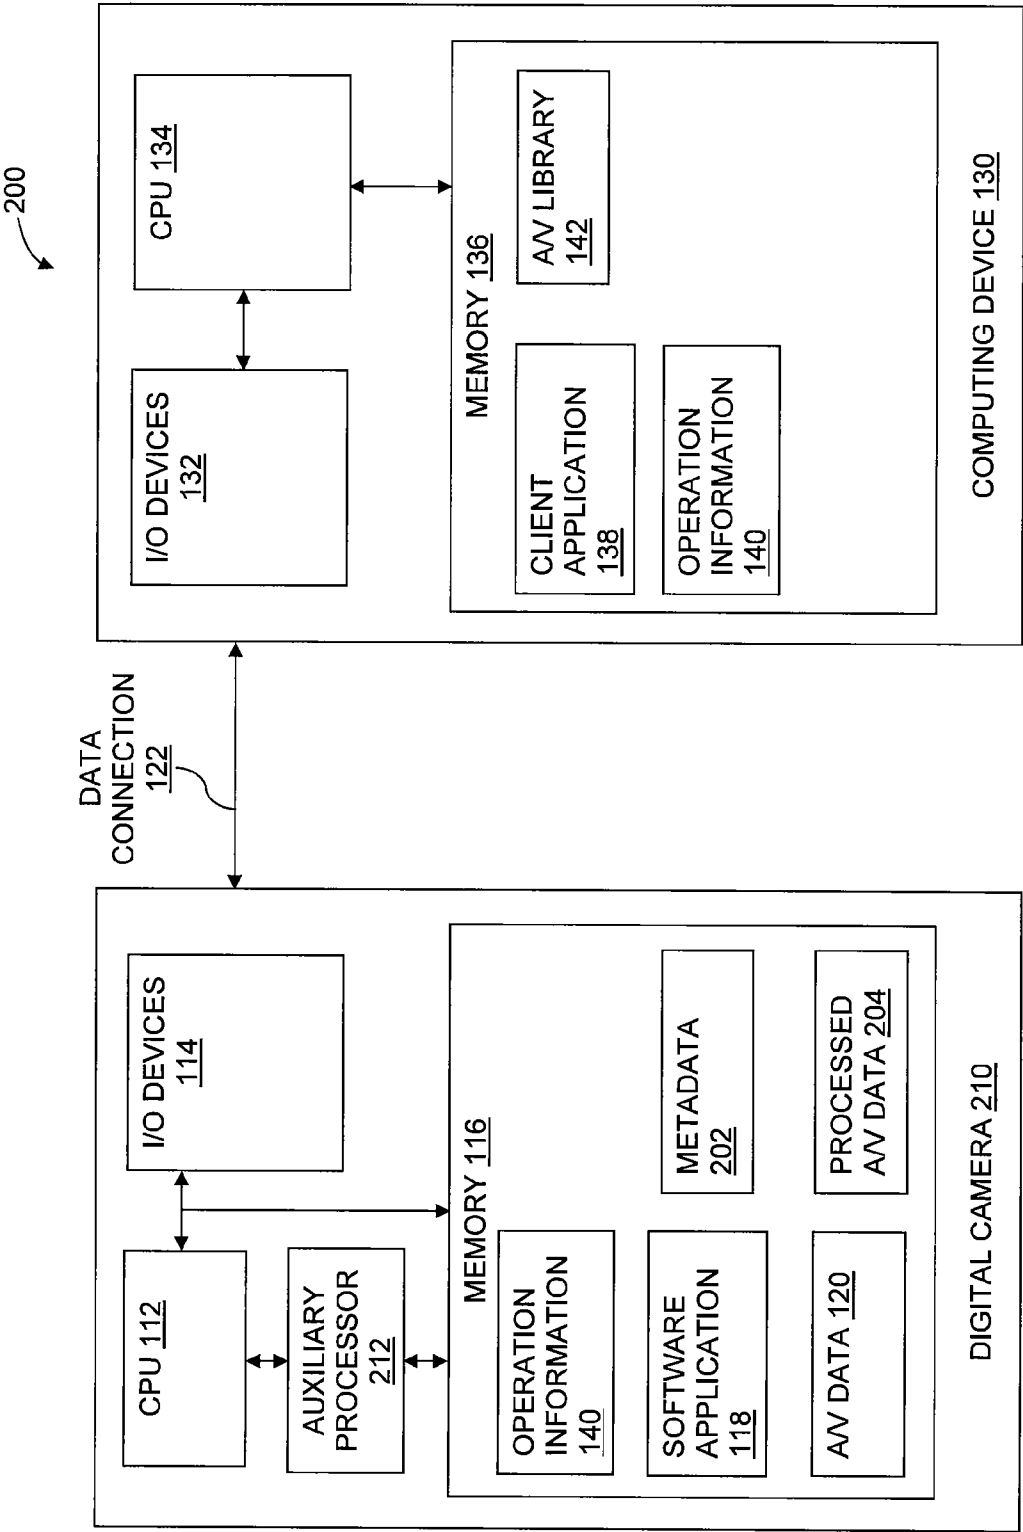 200
DATA
CONNECTION
122
CPU 112
I/O DEVICES
114
AUXILIARY
PROCESSOR
212
MEMORY 116
OPERATION
INFORMATION
140
SOFTWARE
APPLICATION
118
METADATA
202
A/V DATA 120
PROCESSED
A/V DATA 204
DIGITAL CAMERA 210
I/O DEVICES
132
CPU 134
MEMORY 136
CLIENT
APPLICATION
138
A/V LIBRARY
142
OPERATION
INFORMATION
140
COMPUTING DEVICE 130